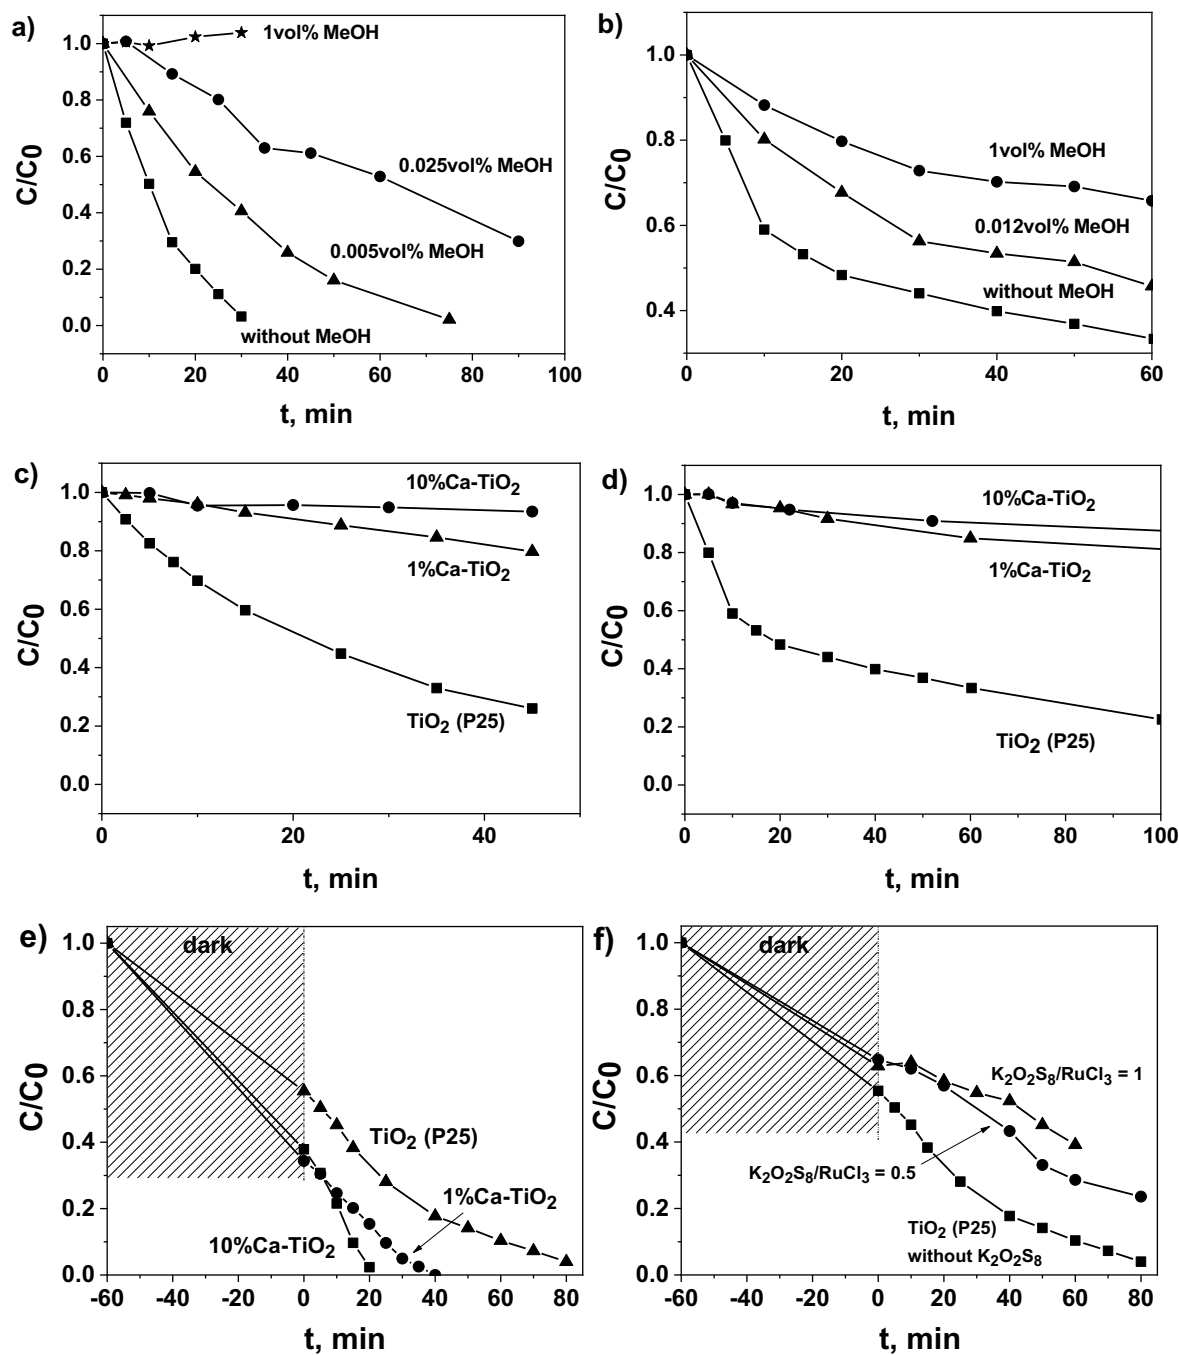 a)
1vol% MeOH
0.025vol% MeOH
0.005vol% MeOH
without MeOH
C/C0
1.0
0.8
0.6
0.4
0.2
0.0
0 20 40 60 80 100
t, min
b)
1vol% MeOH
0.012vol% MeOH
without MeOH
C/C0
1.0
0.8
0.6
0.4
0 20 40 60
t, min
c)
10%Ca-TiO2
1%Ca-TiO2
TiO2 (P25)
C/C0
1.0
0.8
0.6
0.4
0.2
0.0
0 20 40
t, min
d)
10%Ca-TiO2
1%Ca-TiO2
TiO2 (P25)
C/C0
1.0
0.8
0.6
0.4
0.2
0.0
0 20 40 60 80 100
t, min
e)
dark
TiO2 (P25)
1%Ca-TiO2
10%Ca-TiO2
C/C0
1.0
0.8
0.6
0.4
0.2
0.0
-60 -40 -20 0 20 40 60 80
t, min
f)
dark
K2O2S8/RuCl3 = 1
K2O2S8/RuCl3 = 0.5
TiO2 (P25)
without K2O2S8
C/C0
1.0
0.8
0.6
0.4
0.2
0.0
-60 -40 -20 0 20 40 60 80
t, min